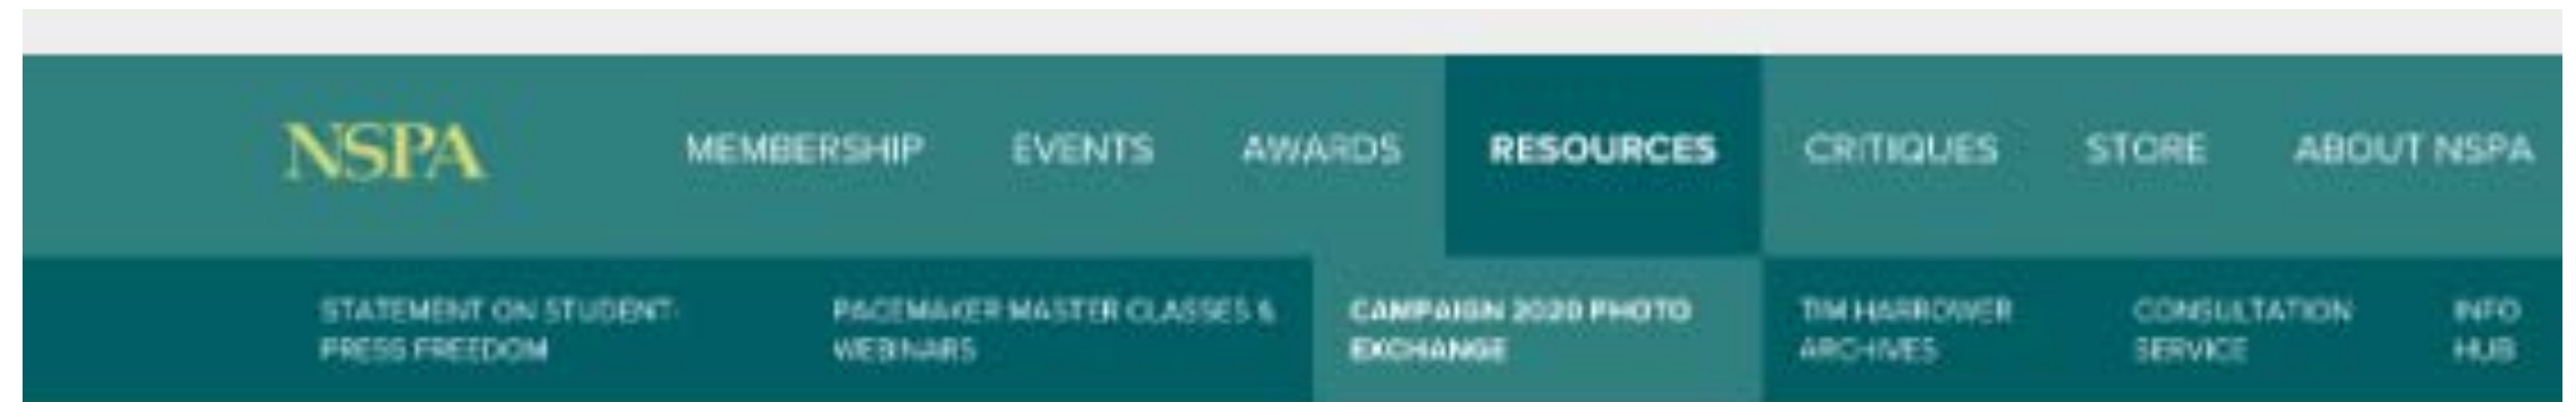 NSPA MEMBERSHIP EVENTS AWARDS RESOURCES CRITIQUES STORE ABOUT NSPA
STATEMENT ON STUDENT PACEMAKER MASTER CLASSES & CAMPAIGN 2020 PHOTO TIM HARROWER CONSULTATION INFO
PRESS FREEDOM WEBINARS EXCHANGE ARCHIVES SERVICE HUB